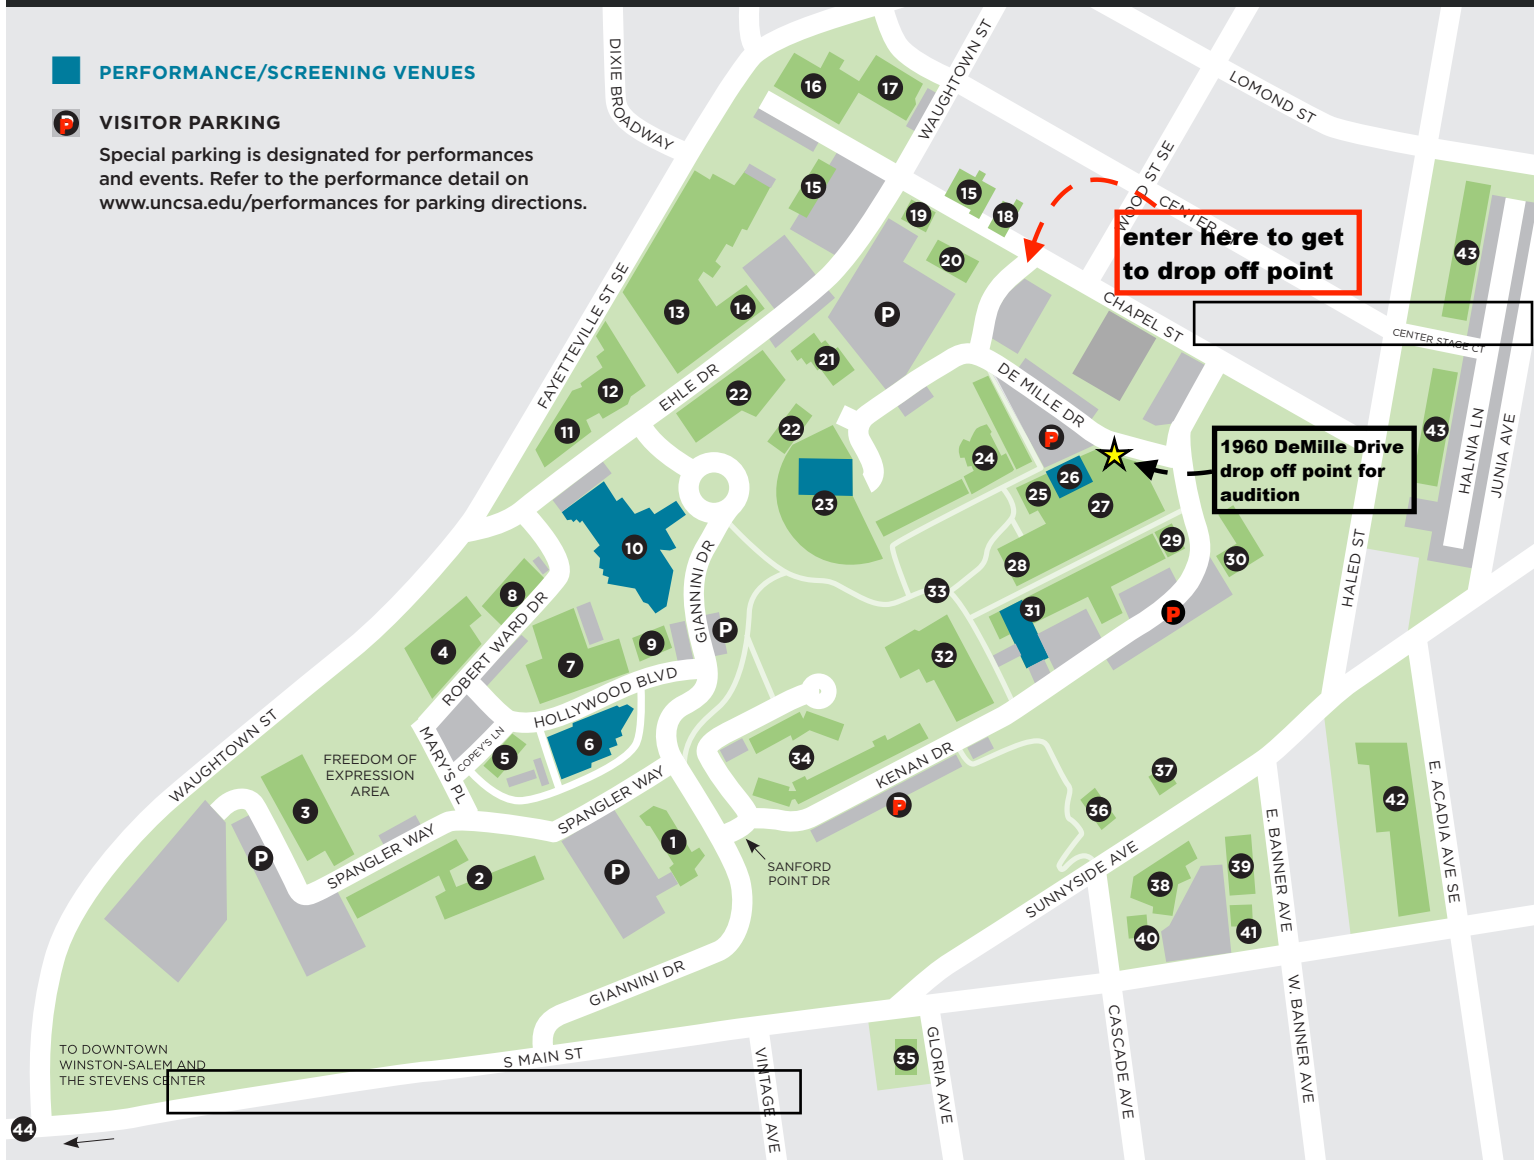 PERFORMANCE/SCREENING VENUES
P
VISITOR PARKING
Special parking is designated for performances
and events. Refer to the performance detail on
www.uncsa.edu/performances for parking directions.
DIXIE BROADWAY
WAUGHTOWN ST
LOMOND ST
16
17
WOOD ST SE
CENTER
15
15
18
19
20
enter here to get
to drop off point
43
FAYETTEVILLE ST SE
13
14
P
CHAPEL ST
CENTER STAGE CT
21
12
EHLE DR
22
DE MILLE DR
11
22
P
24
43
HALNIA LN
JUNIA AVE
1960 DeMille Drive
drop off point for
audition
26
25
27
23
10
29
30
28
HALED ST
GIANNINI DR
8
33
31
P
ROBERT WARD DR
P
4
9
7
32
HOLLYWOOD BLVD
WAUGHTOWN ST
MARY'S PL
COPEY'S LN
6
5
34
FREEDOM OF
EXPRESSION
AREA
KENAN DR
37
3
SPANGLER WAY
P
36
E. ACADIA AVE SE
42
E. BANNER AVE
SPANGLER WAY
1
P
2
P
SANFORD
POINT DR
SUNNYSIDE AVE
38
39
40
41
GIANNINI DR
W. BANNER AVE
CASCADE AVE
TO DOWNTOWN
WINSTON-SALEM AND
THE STEVENS CENTER
S MAIN ST
VINTAGE AVE
35
GLORIA AVE
44